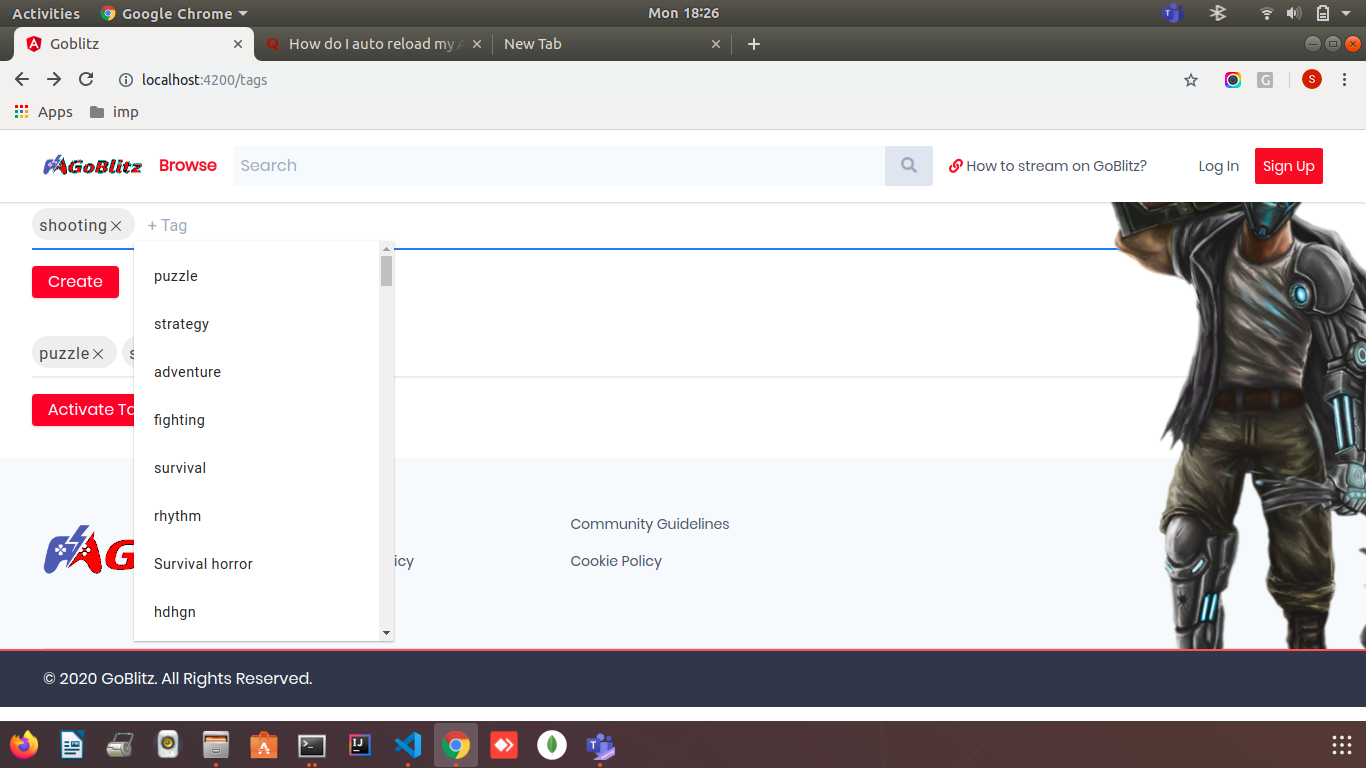 Activities Google Chrome Mon 18:26
Goblitz How do I auto reload my New Tab
localhost:4200/tags
Apps imp
GoBlitz Browse Search How to stream on GoBlitz? Log In Sign Up
shooting + Tag
Create
puzzle
strategy
adventure
fighting
survival
rhythm
Survival horror
hdhgn
puzzle
Activate
Community Guidelines
Cookie Policy
© 2020 GoBlitz. All Rights Reserved.